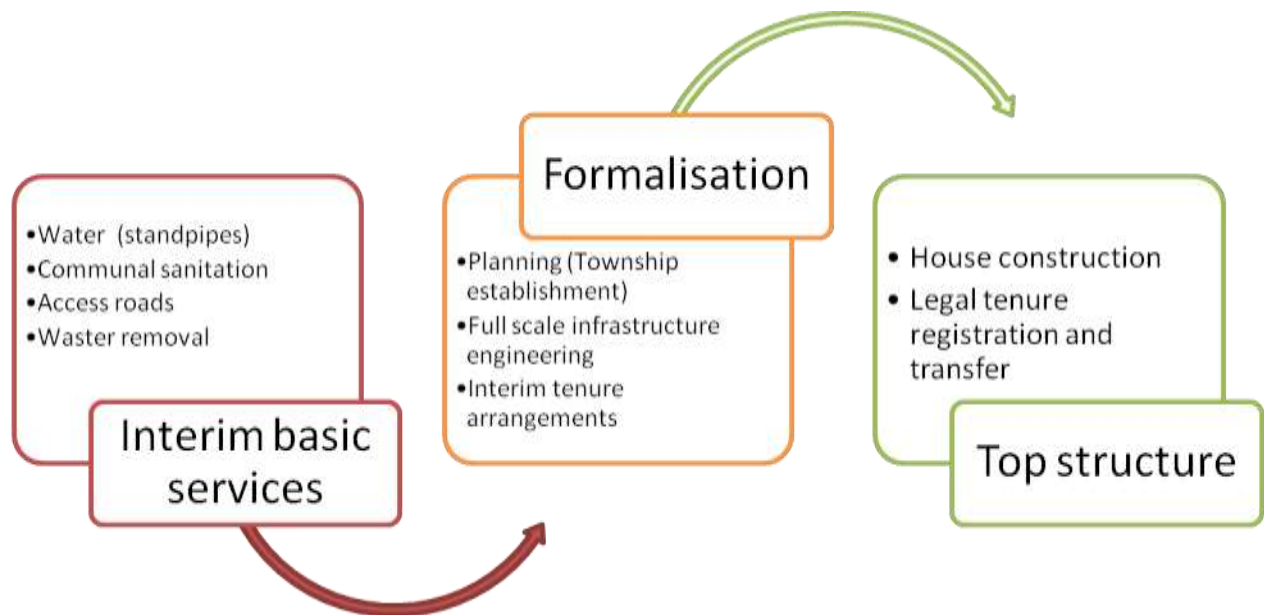 •Water (standpipes)
•Communal sanitation
•Access roads
•Waster removal
Interim basic
services
Formalisation
•Planning (Township
establishment)
•Full scale infrastructure
engineering
•Interim tenure
arrangements
• House construction
• Legal tenure
registration and
transfer
Top structure